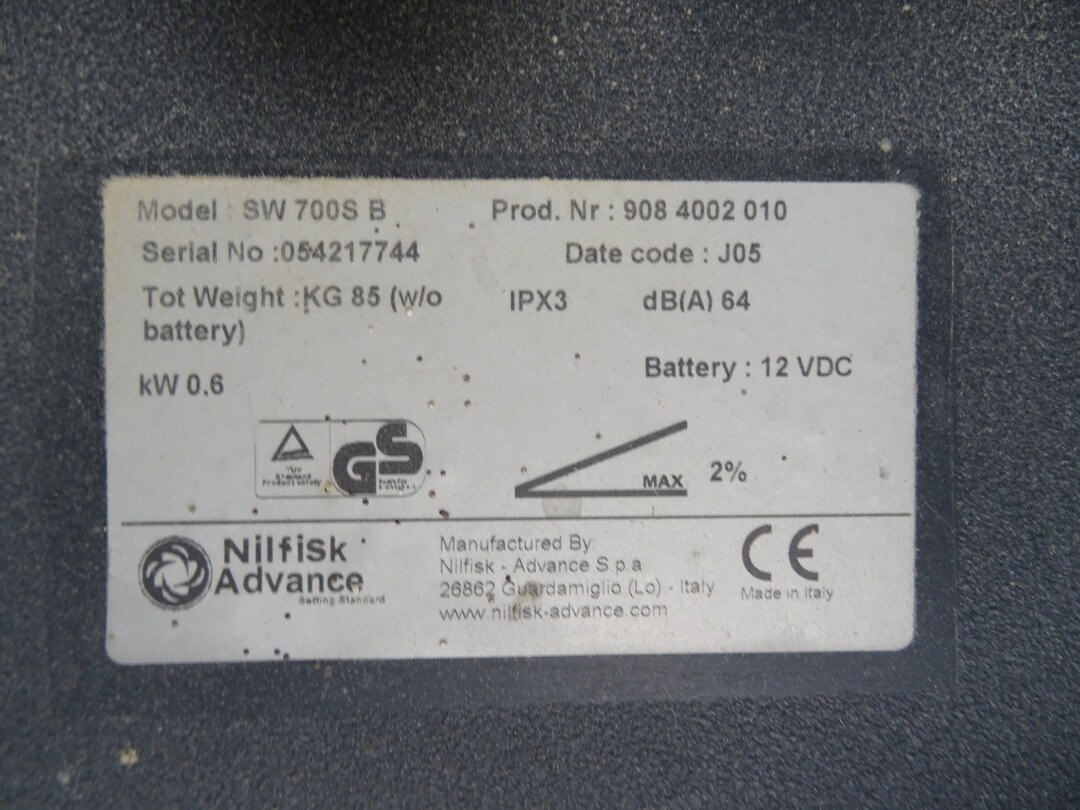 Model : SW 700S B Prod. Nr : 908 4002 010
Serial No :054217744 Date code : J05
Tot Weight :KG 85 (w/o IPX3 dB(A) 64
battery)
Battery : 12 VDC
kW 0.6
GS
MAX 2%
Nilfisk
Advance
Setting Standard
Manufactured By:
Nilfisk - Advance S.p.a
26862 Guardamiglio (Lo) - Italy
www.nilfisk-advance.com
CE
Made in Italy